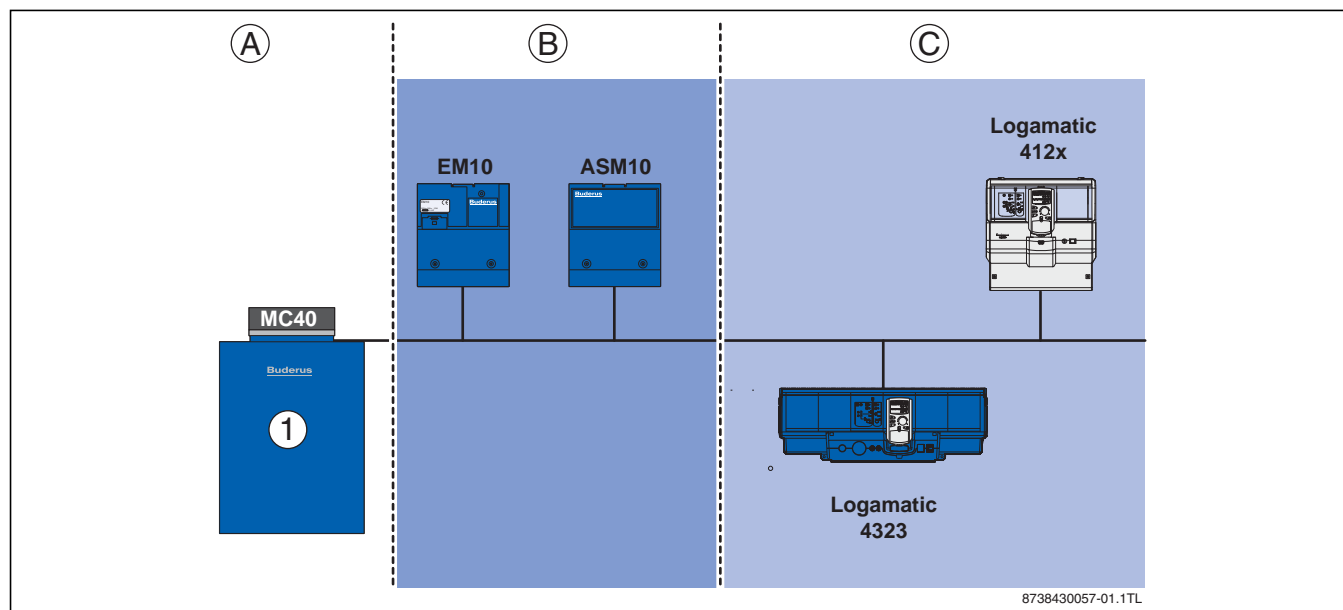 A
B
C
Logamatic
412x
EM10
ASM10
Buderus
Buderus
MC40
Buderus
1
Logamatic
4323
8738430057-01.1TL